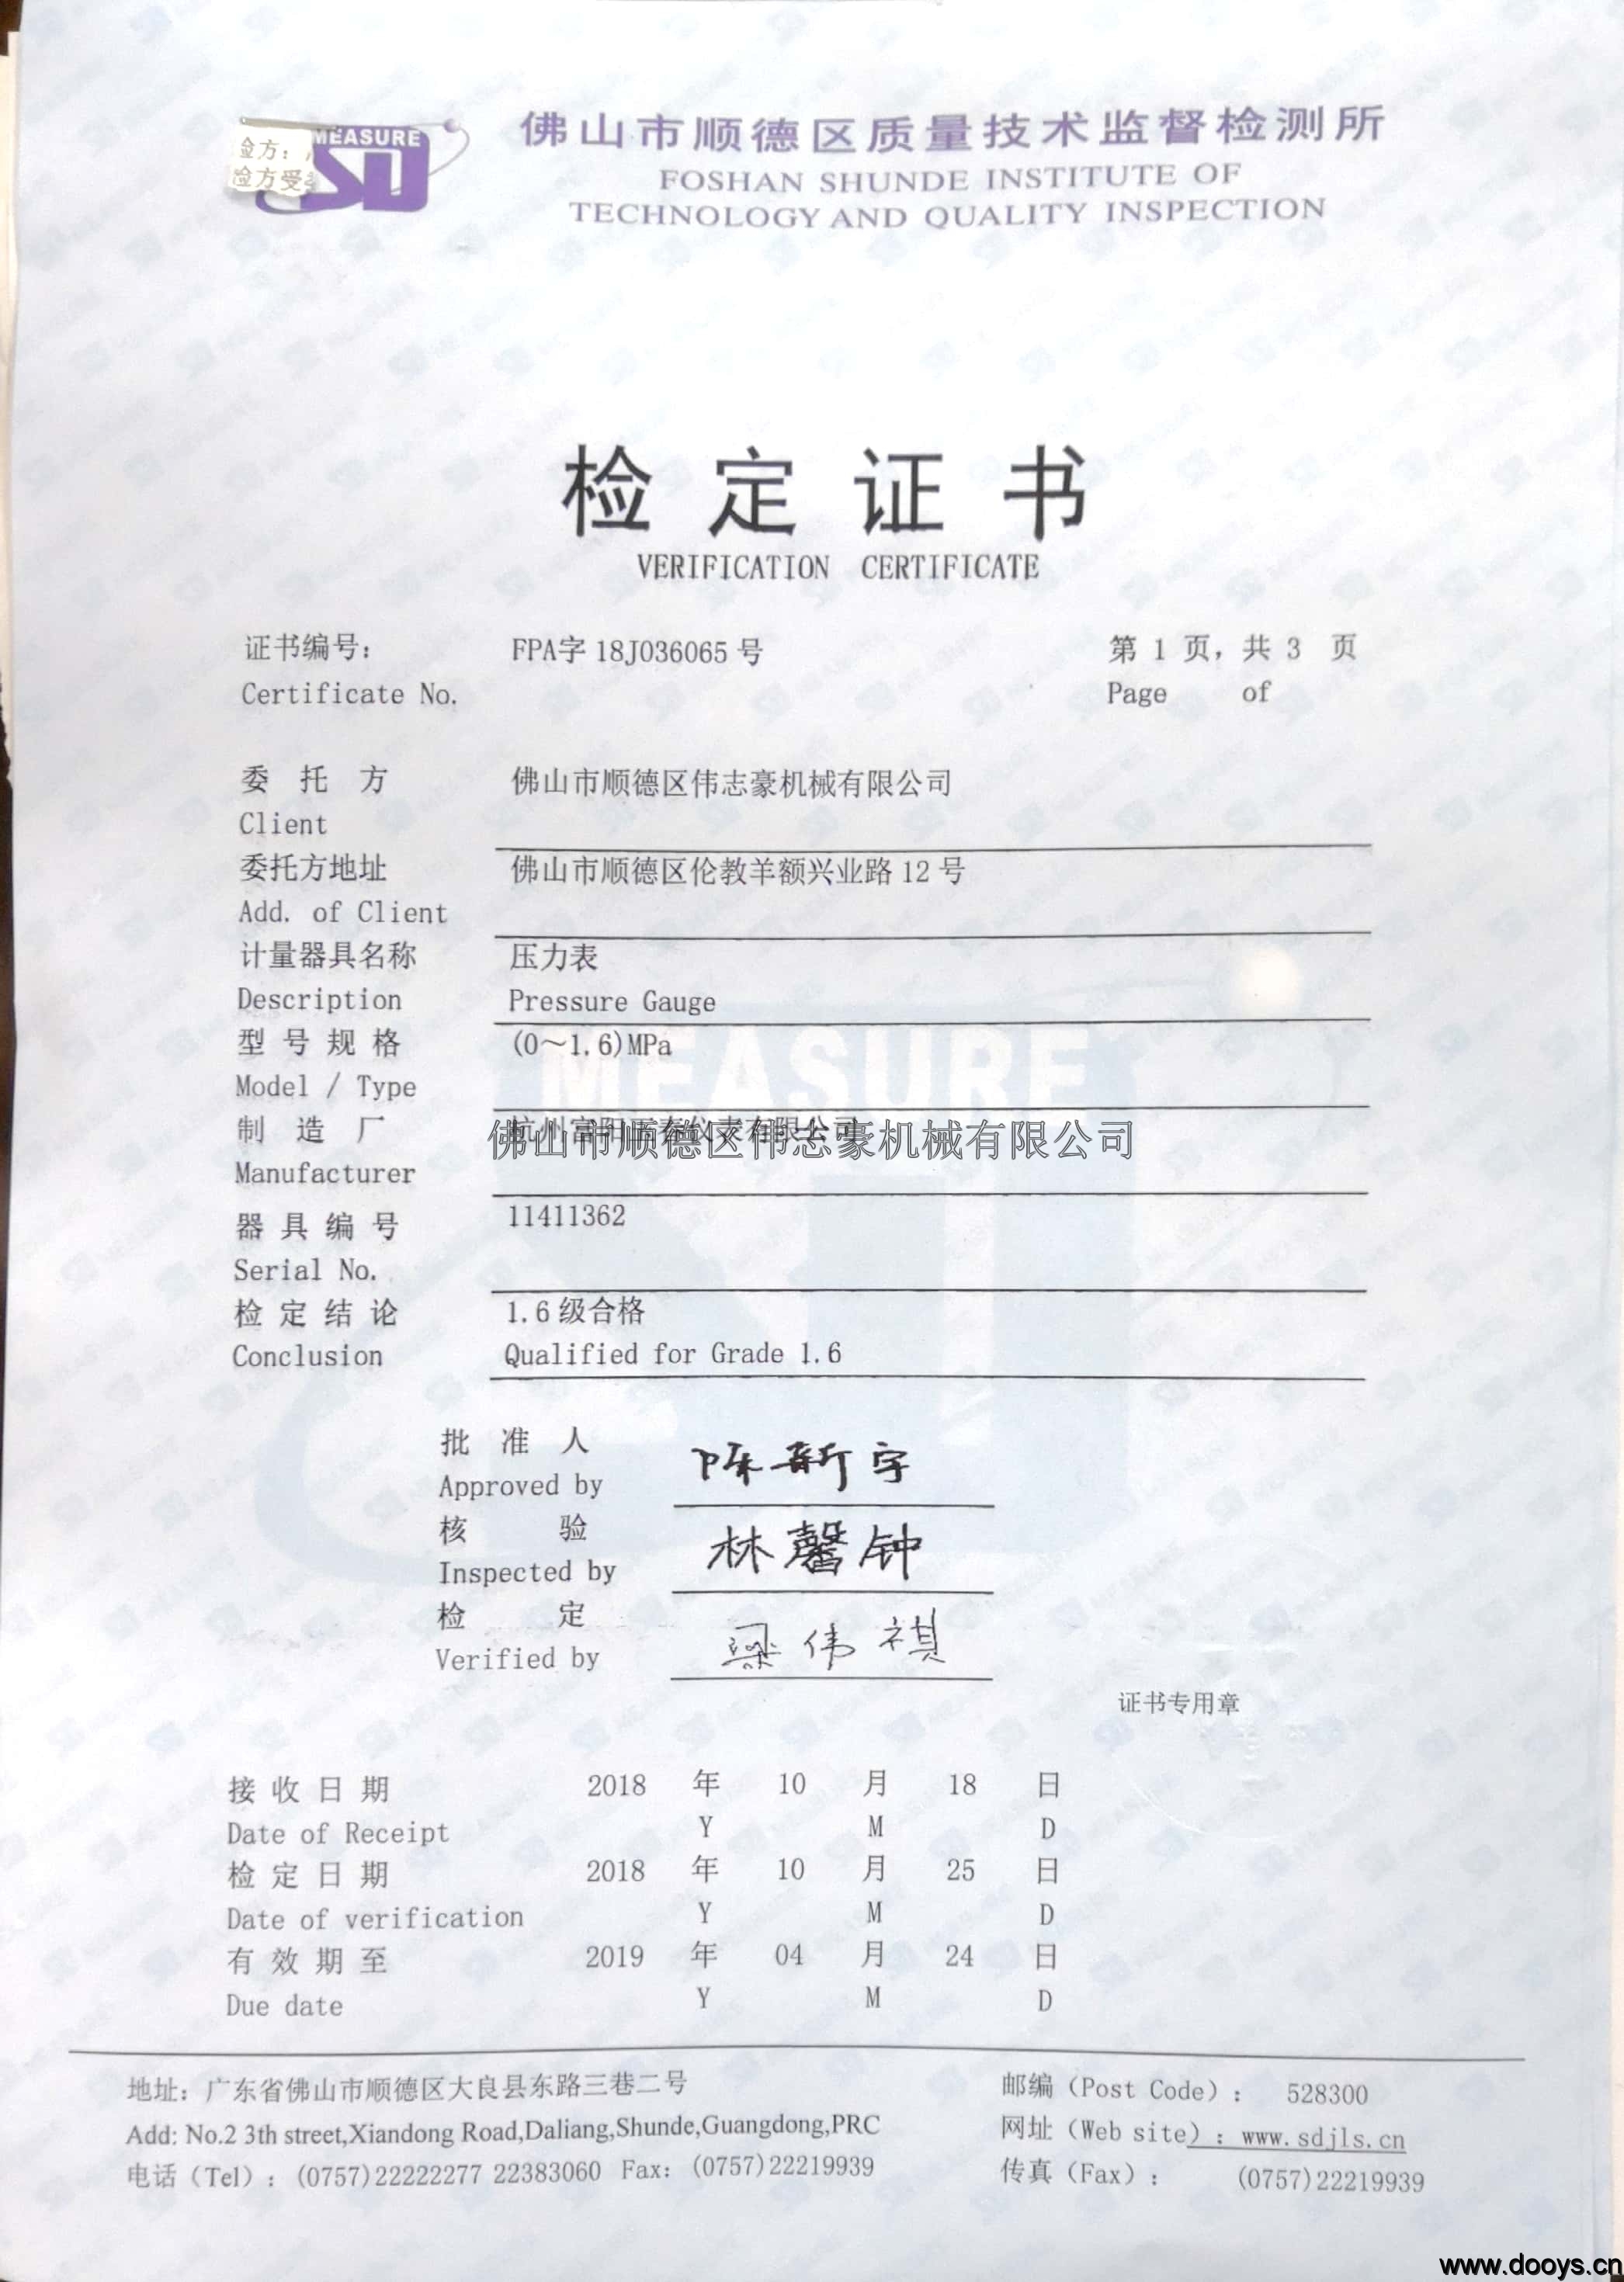 MEASURE
SD
佛山市顺德区质量技术监督检测所
FOSHAN SHUNDE INSTITUTE OF
TECHNOLOGY AND QUALITY INSPECTION
检定证书
VERIFICATION CERTIFICATE
证书编号: FPA字 18J036065 号 第 1 页, 共 3 页
Certificate No. Page of
委托方 佛山市顺德区伟志豪机械有限公司
Client
委托方地址 佛山市顺德区伦教羊额兴业路 12 号
Add. of Client
计量器具名称 压力表
Description Pressure Gauge
型号规格 (0～1.6)MPa
Model / Type
MEASURE
制造厂 佛山市顺德区伟志豪机械有限公司
Manufacturer
器具编号 11411362
Serial No.
检定结论 1.6 级合格
Conclusion Qualified for Grade 1.6
批准人 陈新宇
Approved by
核验 林馨钟
Inspected by
检定 梁伟祺
Verified by
证书专用章
接收日期 2018 年 10 月 18 日
Date of Receipt Y M D
检定日期 2018 年 10 月 25 日
Date of verification Y M D
有效期至 2019 年 04 月 24 日
Due date Y M D
地址: 广东省佛山市顺德区大良县东路三巷二号 邮编（Post Code）: 528300
Add: No.2 3th street,Xiandong Road,Daliang,Shunde,Guangdong,PRC 网址（Web site）: www.sdjls.cn
电话（Tel）: (0757)22222277 22383060 Fax: (0757)22219939 传真（Fax）: (0757)22219939
www.dooys.cn